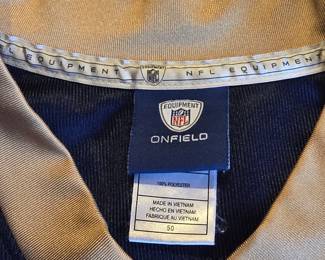 EQUIPMENT
NFL
NFL EQUIPMENT
EQUIPMENT
NFL
ONFIELD
100% POLYESTER
MADE IN VIETNAM
HECHO EN VIETNAM
FABRIQUÉ AU VIETNAM
50